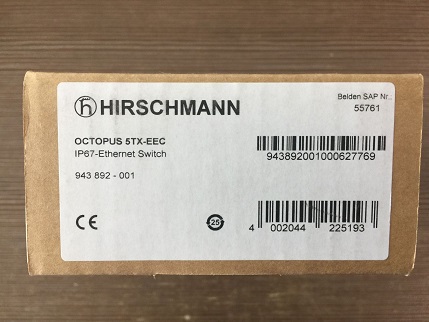 HIRSCHMANN
Belden SAP Nr.:
55761
OCTOPUS 5TX-EEC
IP67-Ethernet Switch
943892001000627769
943 892 - 001
CE
25
4 002044 225193